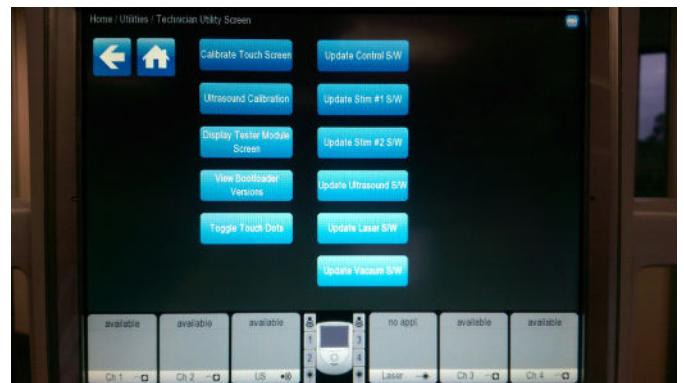 Home / Utilities / Technician Utility Screen
Calibrate Touch Screen
Update Control S/W
Ultrasound Calibration
Update Stim #1 S/W
Display Tester Module
Screen
Update Stim #2 S/W
View Bootloader
Versions
Update Ultrasound S/W
Toggle Touch Dots
Update Laser S/W
Update Vacuum S/W
available
available
available
no appl
available
available
1
3
2
4
Ch 1
Ch 2
US
Laser
Ch 3
Ch 4